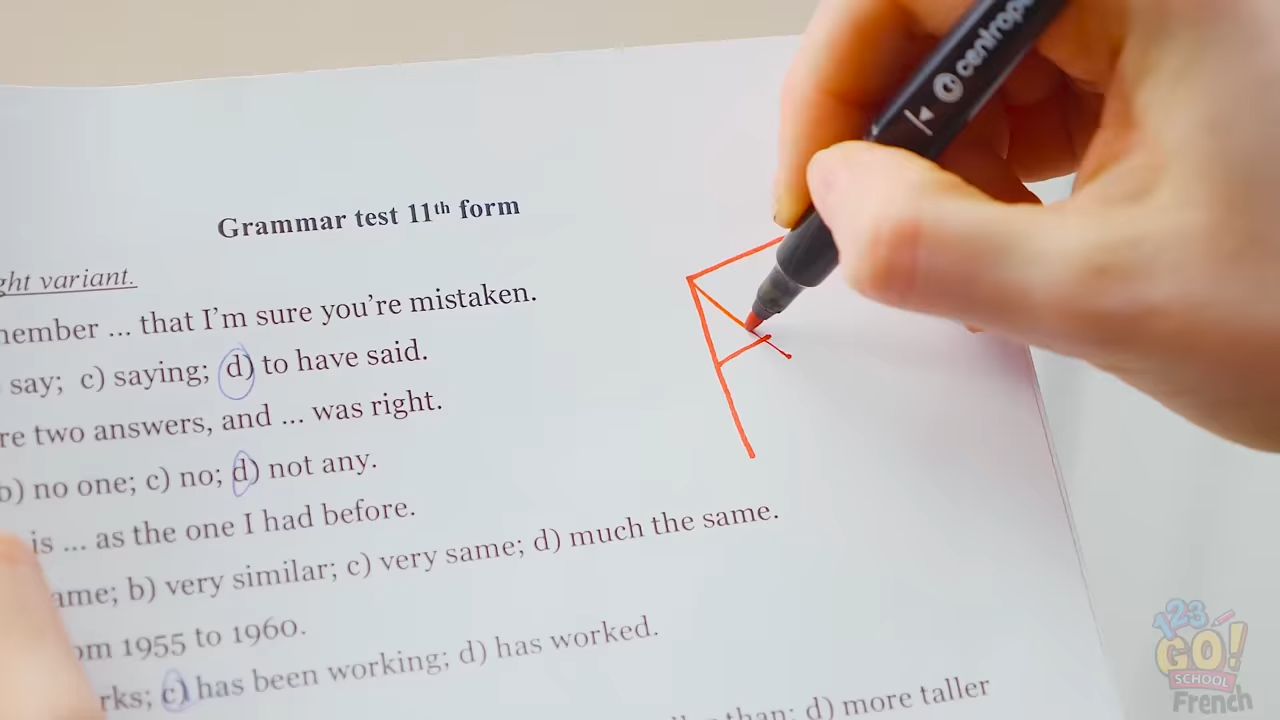 centrope
Grammar test 11th form
ght variant.
nember ... that I'm sure you're mistaken.
say; c) saying; d) to have said.
re two answers, and ... was right.
b) no one; c) no; d) not any.
is ... as the one I had before.
ame; b) very similar; c) very same; d) much the same.
om 1955 to 1960.
rks; c) has been working; d) has worked.
than; d) more taller
123
GO!
SCHOOL
French